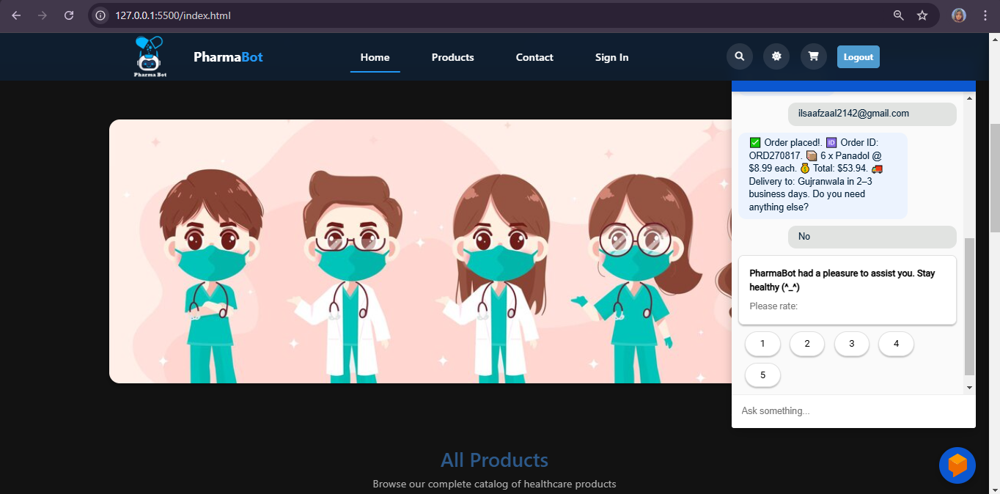 127.0.0.1:5500/index.html
Pharma Bot
PharmaBot
Home
Products
Contact
Sign In
Logout
ilsaafzaal2142@gmail.com
✅ Order placed!. 🆔 Order ID:
ORD270817. 📦 6 x Panadol @
$8.99 each. 💰 Total: $53.94. 🚚
Delivery to: Gujranwala in 2–3
business days. Do you need
anything else?
No
PharmaBot had a pleasure to assist you. Stay
healthy (^_^)
Please rate:
1
2
3
4
5
Ask something...
All Products
Browse our complete catalog of healthcare products